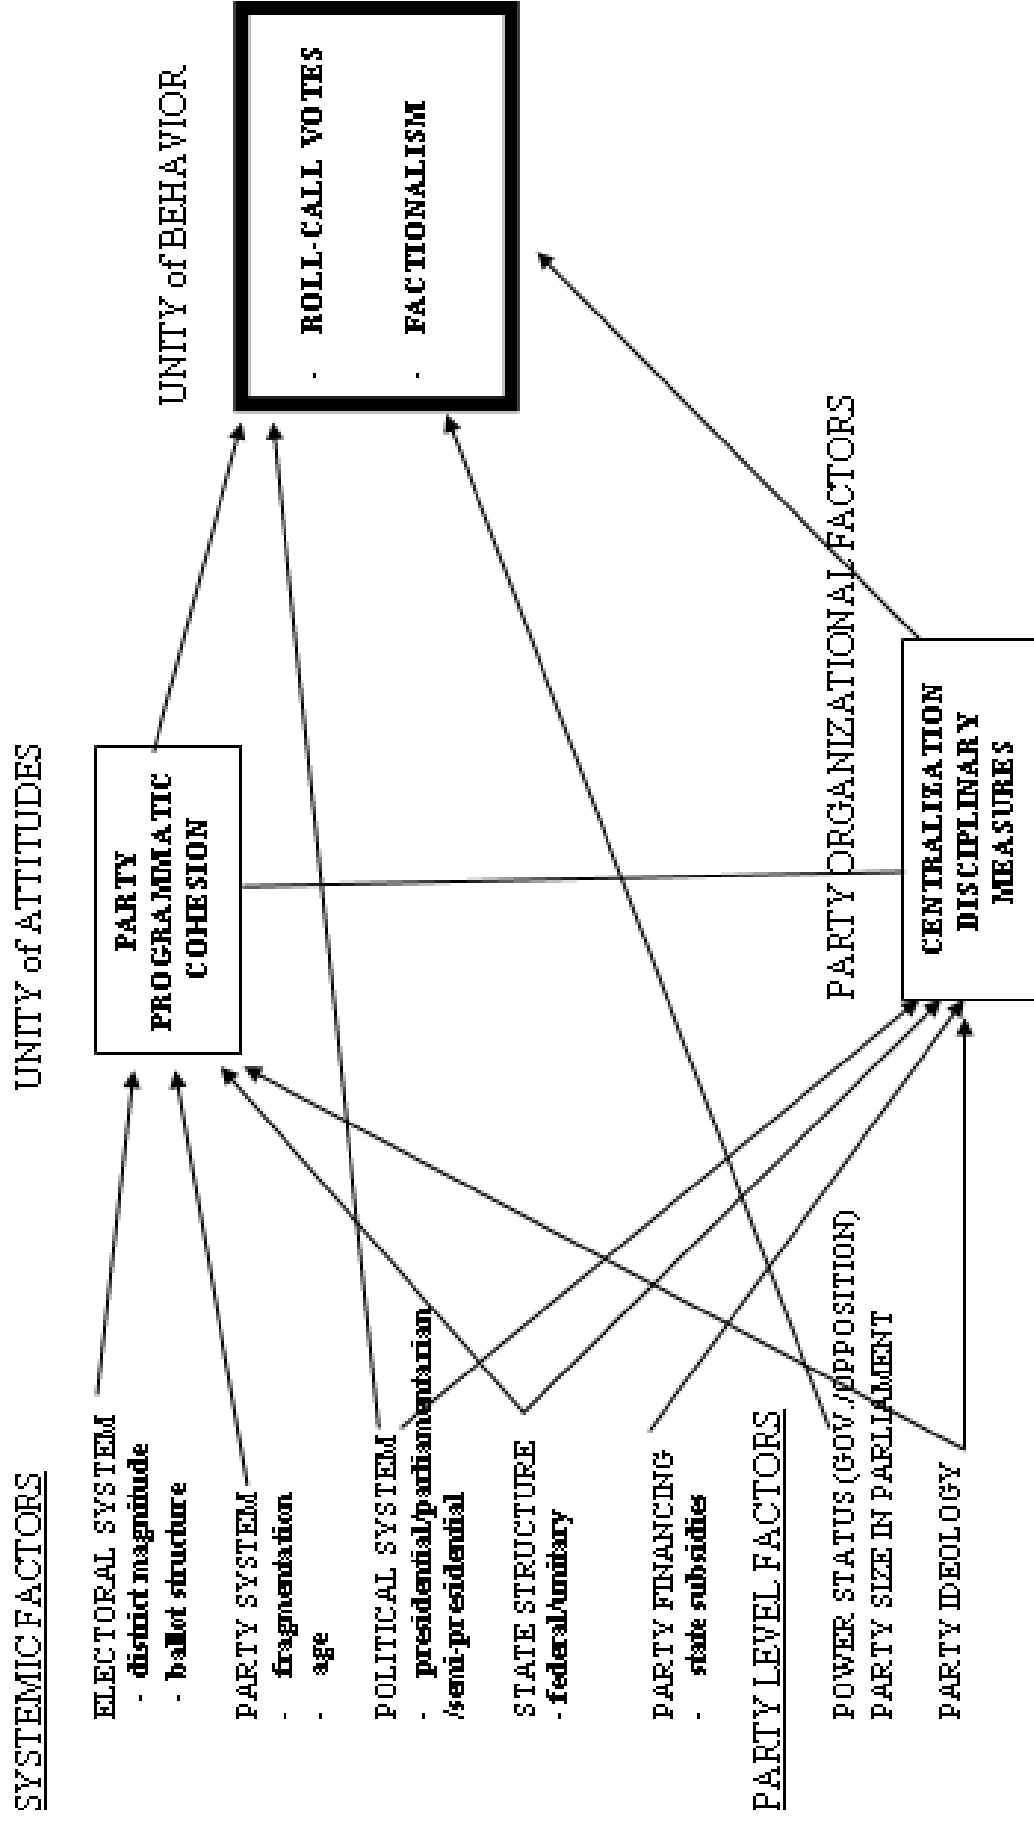 SYSTEMIC FACTORS
ELECTORAL SYSTEM
- district magnitude
- ballot structure
PARTY SYSTEM
- fragmentation
- age
POLITICAL SYSTEM
- presidential/parliamentarian
/semi-presidential
STATE STRUCTURE
- federal/unitary
PARTY FINANCING
- state subsidies
PARTY LEVEL FACTORS
POWER STATUS (GOV./OPPOSITION)
PARTY SIZE IN PARLIAMENT
PARTY IDEOLOGY
UNITY of ATTITUDES
PARTY
PROGRAMMATIC
COHESION
PARTY ORGANIZATIONAL FACTORS
CENTRALIZATION
DISCIPLINARY
MEASURES
UNITY of BEHAVIOR
- ROLL-CALL VOTES
- FACTIONALISM